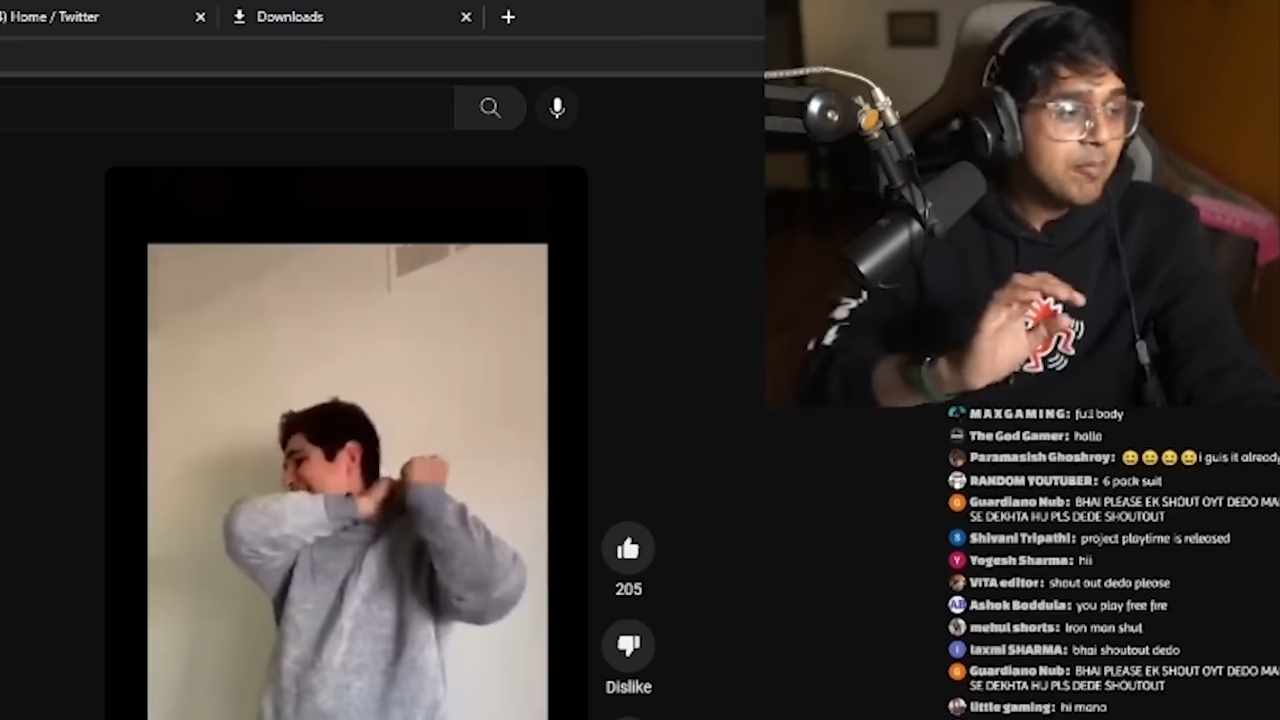 4) Home / Twitter
Downloads
205
Dislike
MAXGAMING: full body
The God Gamer: hallo
Paramasish Ghoshroy: 😀😀😀😀i guis it already
RANDOM YOUTUBER: 6 pack suit
Guardiano Nub: BHAI PLEASE EK SHOUT OYT DEDO MAI
SE DEKHTA HU PLS DEDE SHOUTOUT
Shivani Tripathi: project playtime is released
Yogesh Sharma: hii
VITA editor: shout out dedo please
Ashok Boddula: you play free fire
mehul shorts: Iron man shut
laxmi SHARMA: bhai shoutout dedo
Guardiano Nub: BHAI PLEASE EK SHOUT OYT DEDO MAI
SE DEKHTA HU PLS DEDE SHOUTOUT
little gaming: hi mano